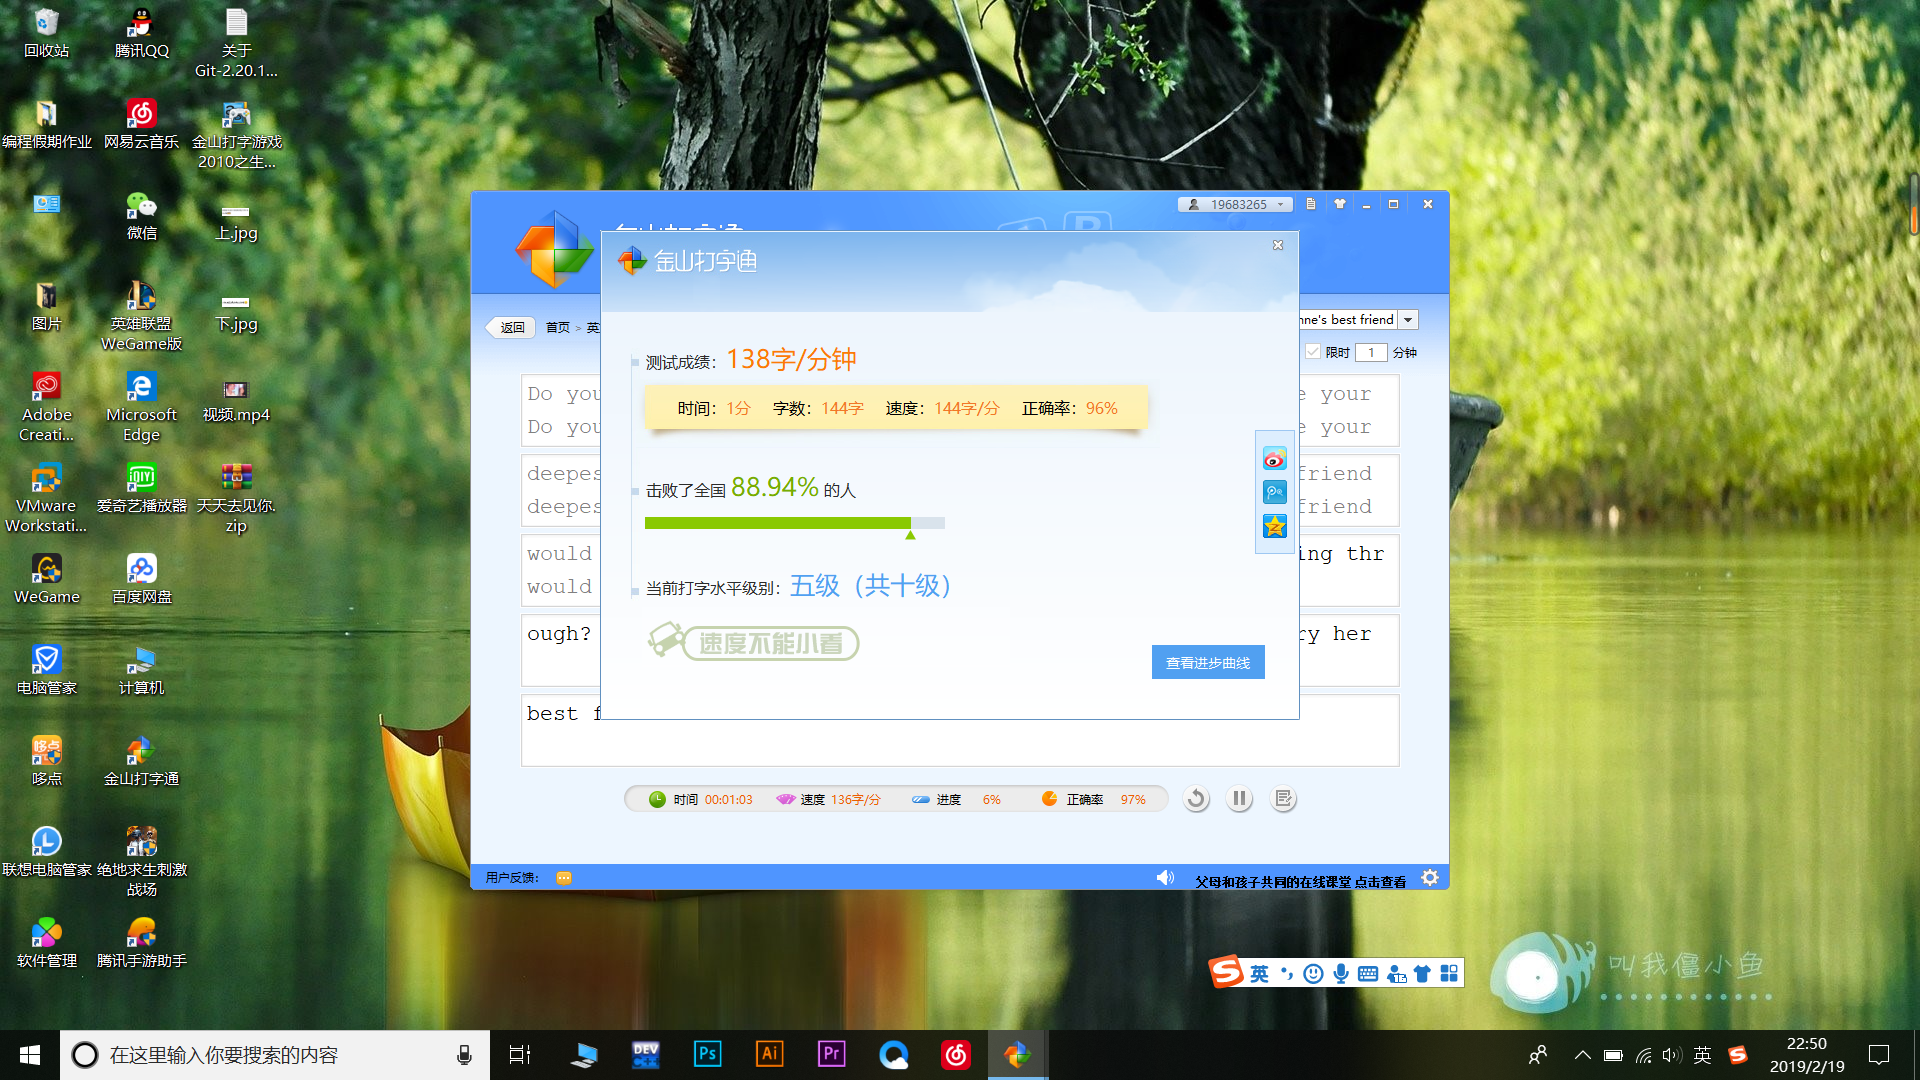 回收站
腾讯QQ
关于
Git-2.20.1...
编程假期作业
网易云音乐
金山打字游戏
2010之生...
微信
上.jpg
图片
英雄联盟
WeGame版
下.jpg
Adobe
Creati...
Microsoft
Edge
视频.mp4
VMware
Workstati...
爱奇艺播放器
天天去见你.
zip
WeGame
百度网盘
电脑管家
计算机
哆点
金山打字通
联想电脑管家
绝地求生刺激
战场
软件管理
腾讯手游助手
19683265
金山打字通
返回
首页 > 英
nne's best friend
限时 1 分钟
测试成绩：138字/分钟
时间：1分 字数：144字 速度：144字/分 正确率：96%
击败了全国 88.94% 的人
当前打字水平级别：五级（共十级）
速度不能小看
查看进步曲线
Do you
e your
Do you
e your
deepes
friend
deepes
friend
would
ing thr
would
ough?
ry her
best f
时间 00:01:03 速度 136字/分 进度 6% 正确率 97%
用户反馈：
父母和孩子共同的在线课堂 点击查看
英
叫我僵小鱼
在这里输入你要搜索的内容
DEV
C++
Ps
Ai
Pr
英
22:50
2019/2/19